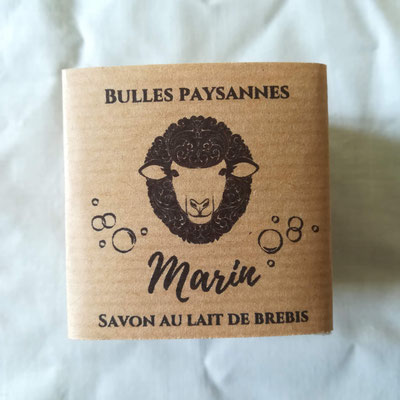 Bulles paysannes
Marin
Savon au lait de brebis